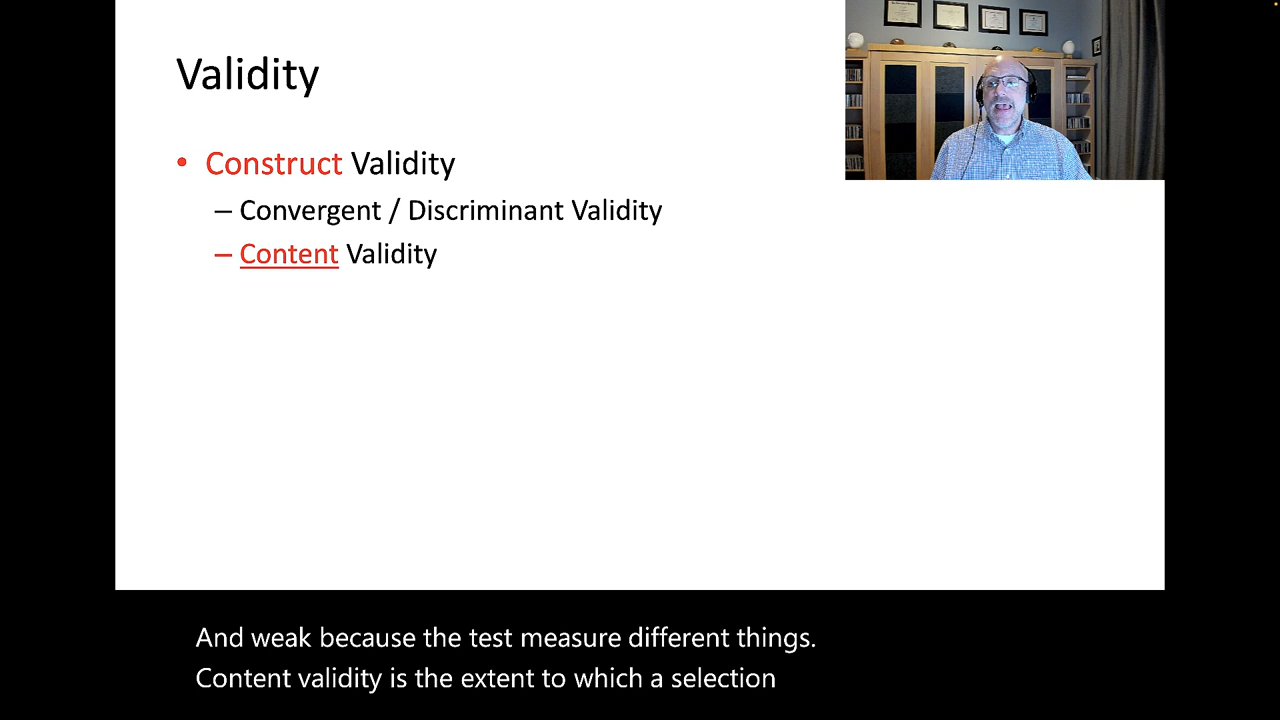 Validity
• Construct Validity
– Convergent / Discriminant Validity
– Content Validity
And weak because the test measure different things.
Content validity is the extent to which a selection